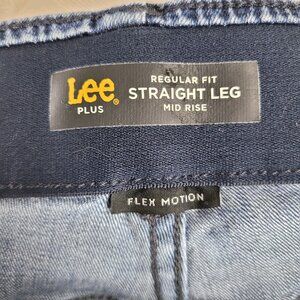 Lee®
PLUS
REGULAR FIT
STRAIGHT LEG
MID RISE
FLEX MOTION